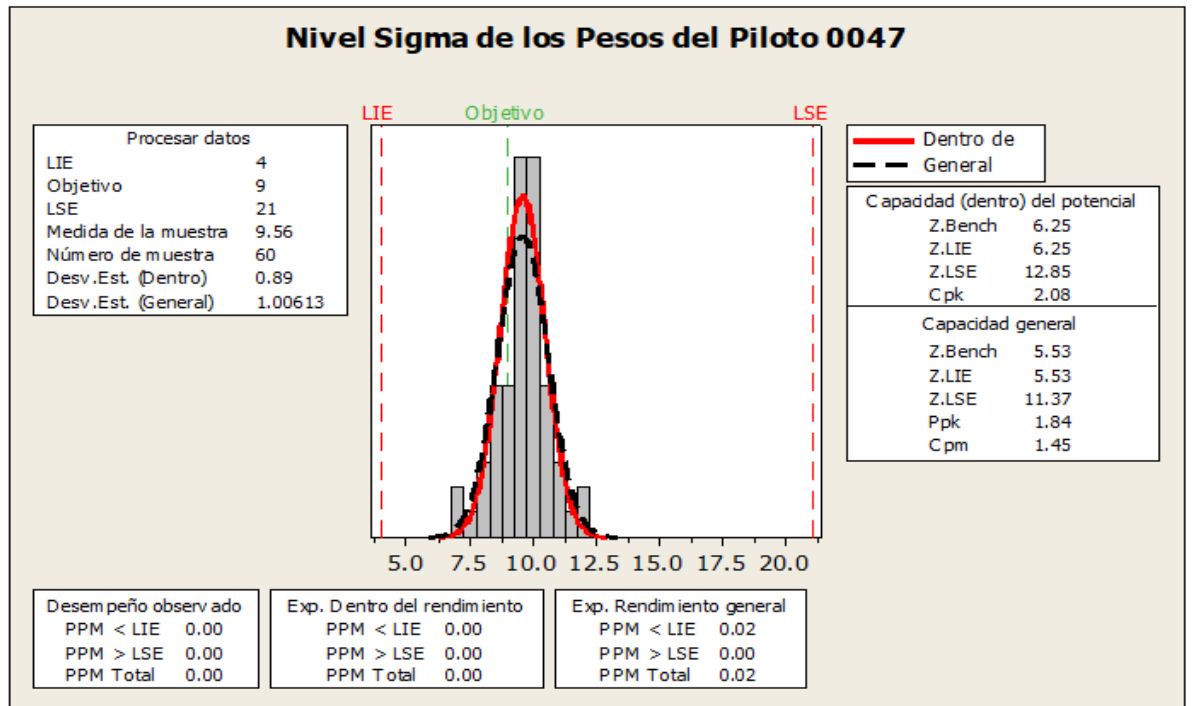 Nivel Sigma de los Pesos del Piloto 0047
LIE Objetivo LSE
Procesar datos
LIE 4
Objetivo 9
LSE 21
Medida de la muestra 9.56
Número de muestra 60
Desv.Est. (Dentro) 0.89
Desv.Est. (General) 1.00613
Dentro de
General
Capacidad (dentro) del potencial
Z.Bench 6.25
Z.LIE 6.25
Z.LSE 12.85
Cpk 2.08
Capacidad general
Z.Bench 5.53
Z.LIE 5.53
Z.LSE 11.37
Ppk 1.84
Cpm 1.45
5.0 7.5 10.0 12.5 15.0 17.5 20.0
Desempeño observado
PPM < LIE 0.00
PPM > LSE 0.00
PPM Total 0.00
Exp. Dentro del rendimiento
PPM < LIE 0.00
PPM > LSE 0.00
PPM Total 0.00
Exp. Rendimiento general
PPM < LIE 0.02
PPM > LSE 0.00
PPM Total 0.02